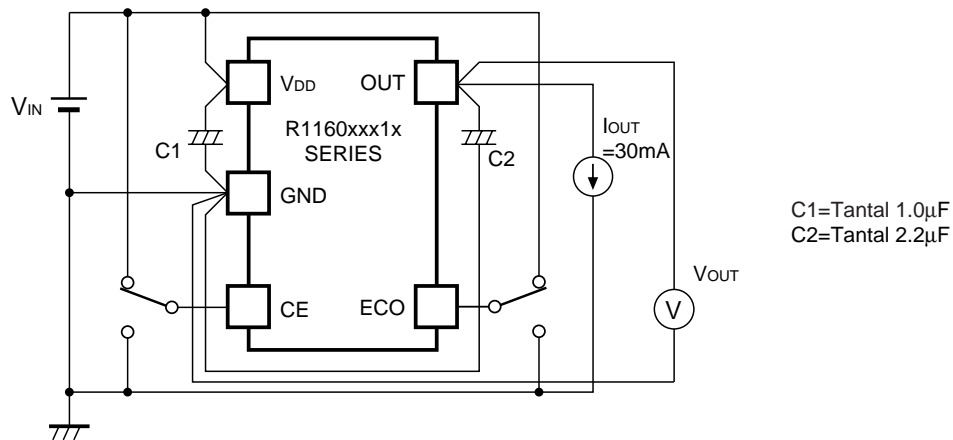 VIN
VDD
OUT
R1160xxx1x
SERIES
C1
C2
IOUT
=30mA
GND
C1=Tantal 1.0μF
C2=Tantal 2.2μF
CE
ECO
VOUT
V